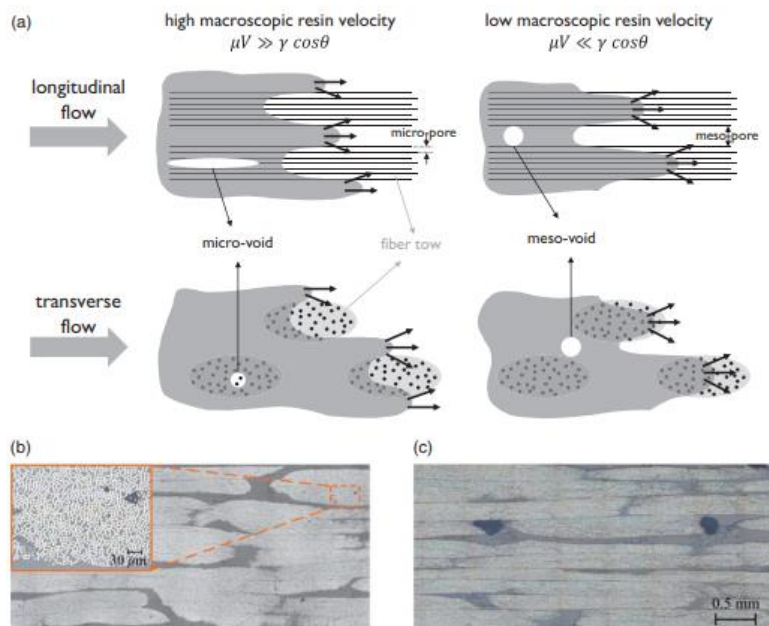 (a)
high macroscopic resin velocity
μV ≫ γ cosθ
low macroscopic resin velocity
μV ≪ γ cosθ
longitudinal
flow
micro-pore
meso-pore
micro-void
fiber tow
meso-void
transverse
flow
(b)
(c)
30 μm
0.5 mm